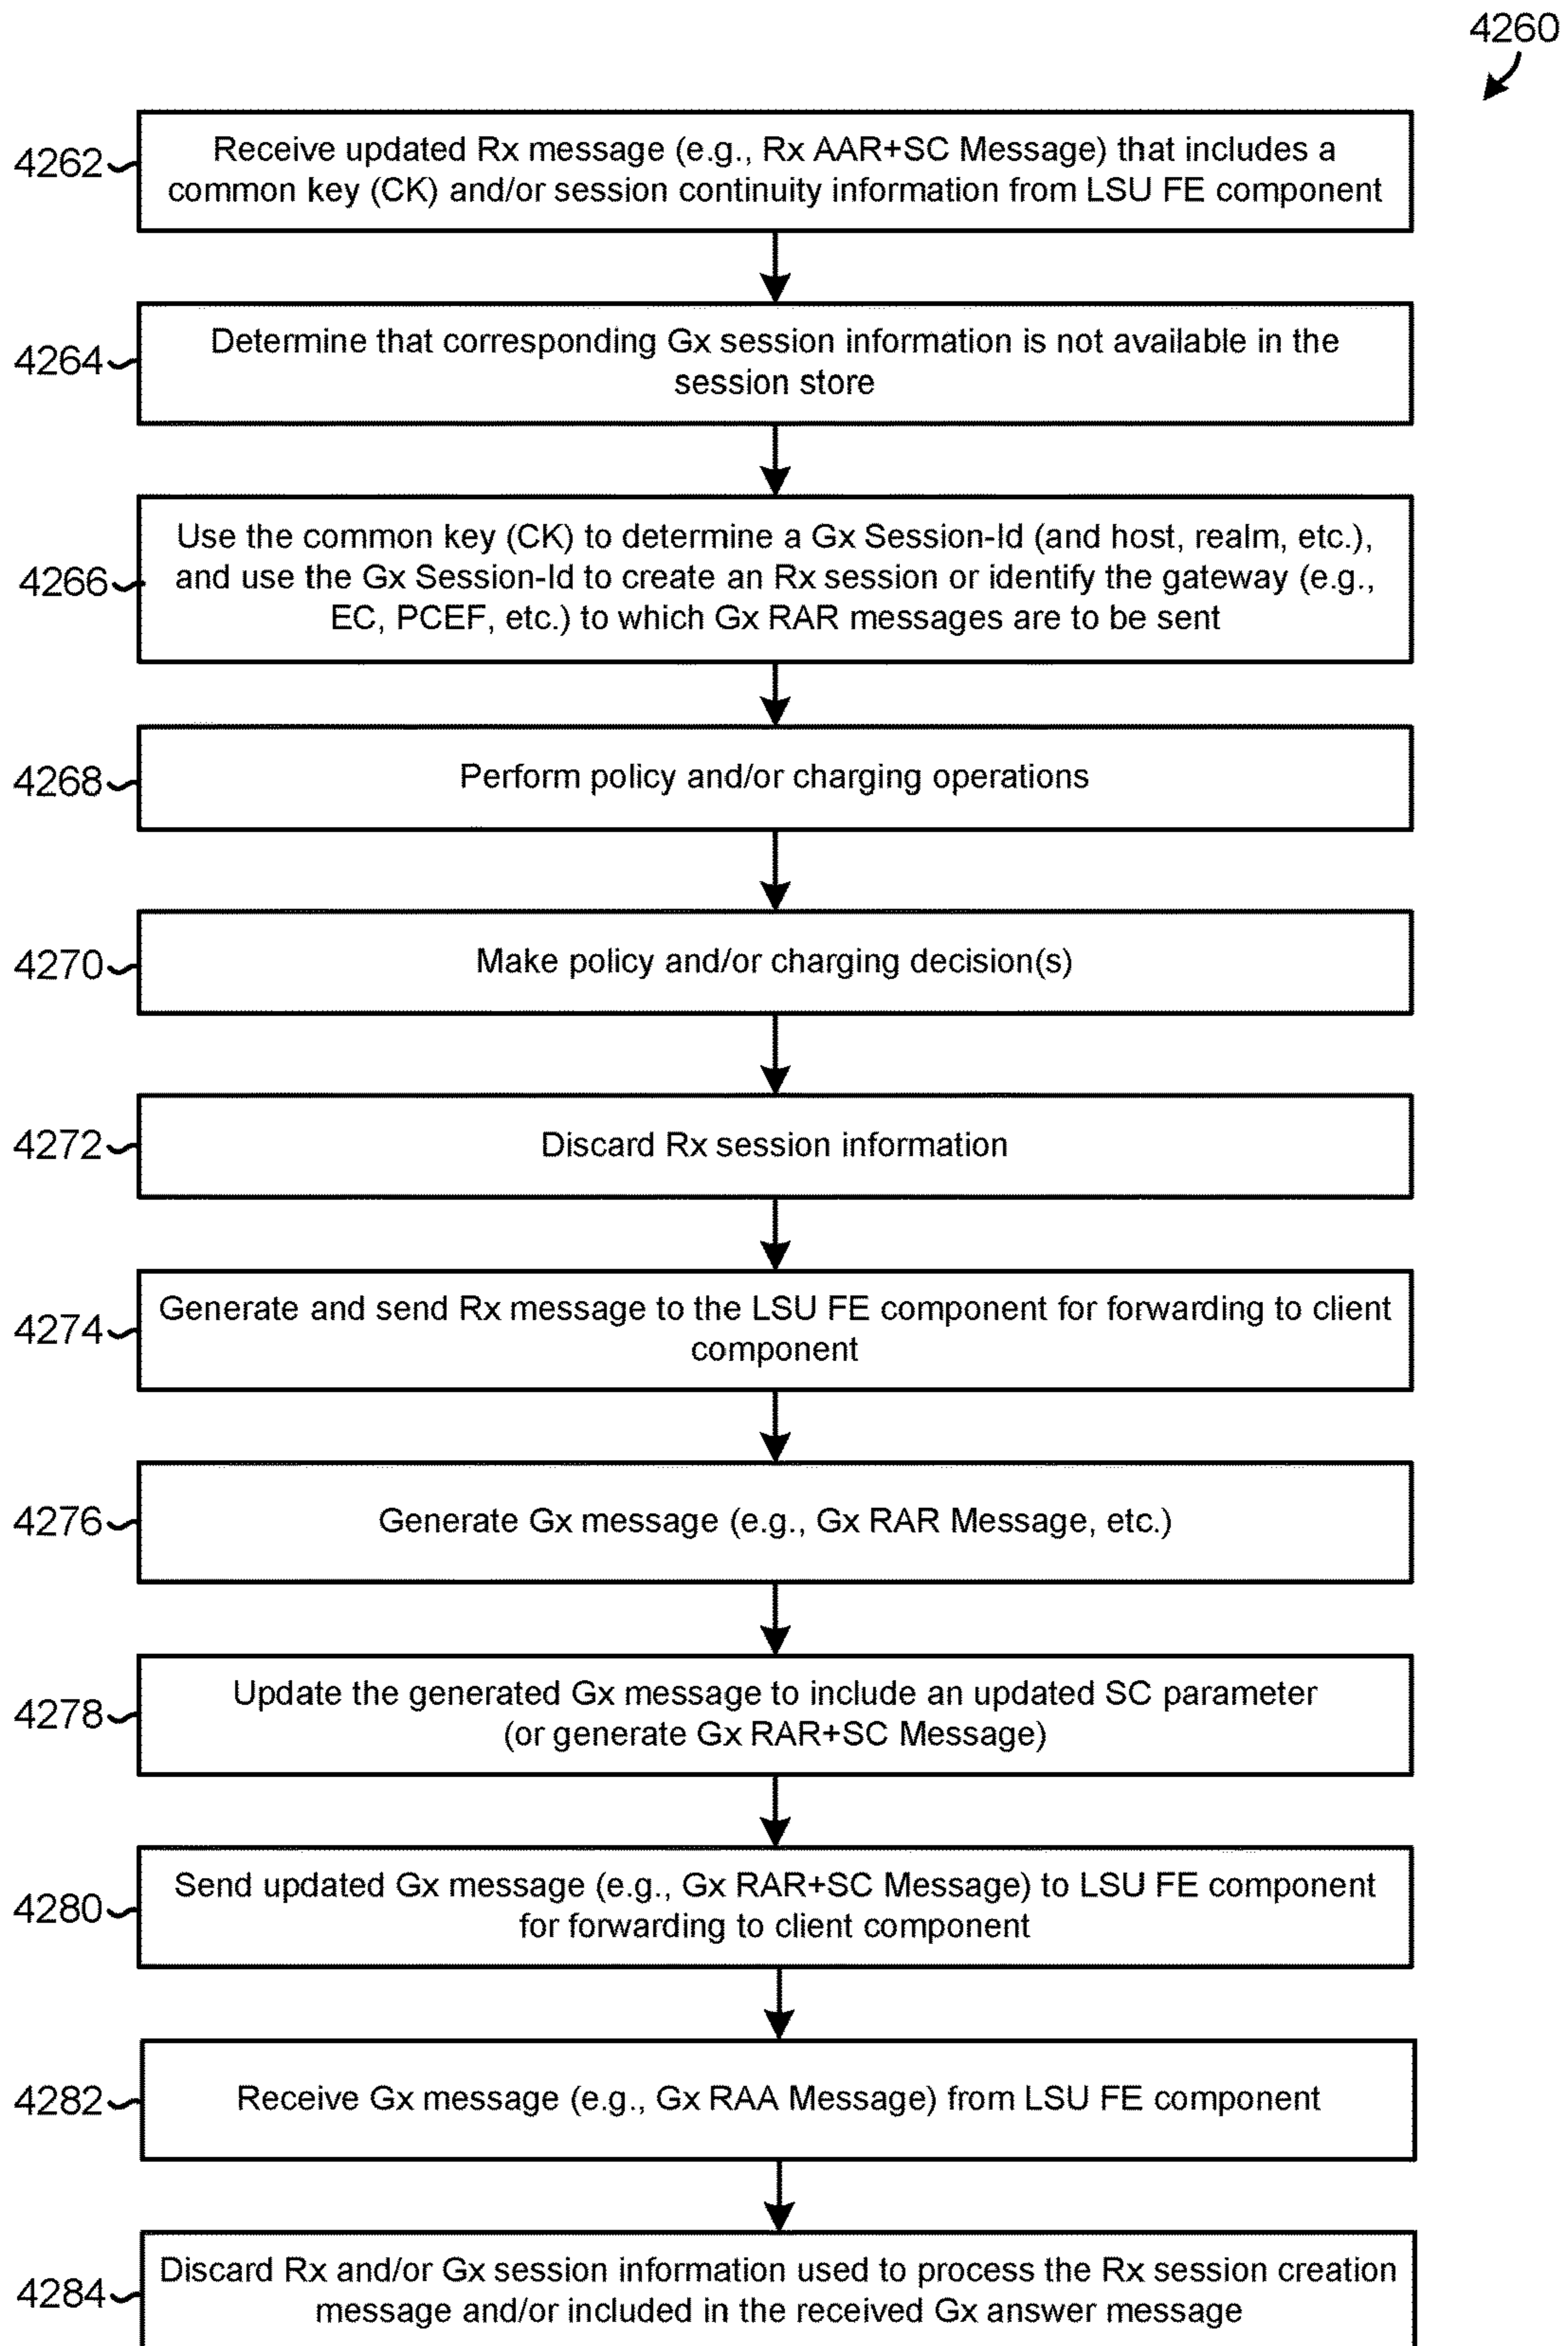 4260
4262
Receive updated Rx message (e.g., Rx AAR+SC Message) that includes a
common key (CK) and/or session continuity information from LSU FE component
4264
Determine that corresponding Gx session information is not available in the
session store
4266
Use the common key (CK) to determine a Gx Session-Id (and host, realm, etc.),
and use the Gx Session-Id to create an Rx session or identify the gateway (e.g.,
EC, PCEF, etc.) to which Gx RAR messages are to be sent
4268
Perform policy and/or charging operations
4270
Make policy and/or charging decision(s)
4272
Discard Rx session information
4274
Generate and send Rx message to the LSU FE component for forwarding to client
component
4276
Generate Gx message (e.g., Gx RAR Message, etc.)
4278
Update the generated Gx message to include an updated SC parameter
(or generate Gx RAR+SC Message)
4280
Send updated Gx message (e.g., Gx RAR+SC Message) to LSU FE component
for forwarding to client component
4282
Receive Gx message (e.g., Gx RAA Message) from LSU FE component
4284
Discard Rx and/or Gx session information used to process the Rx session creation
message and/or included in the received Gx answer message